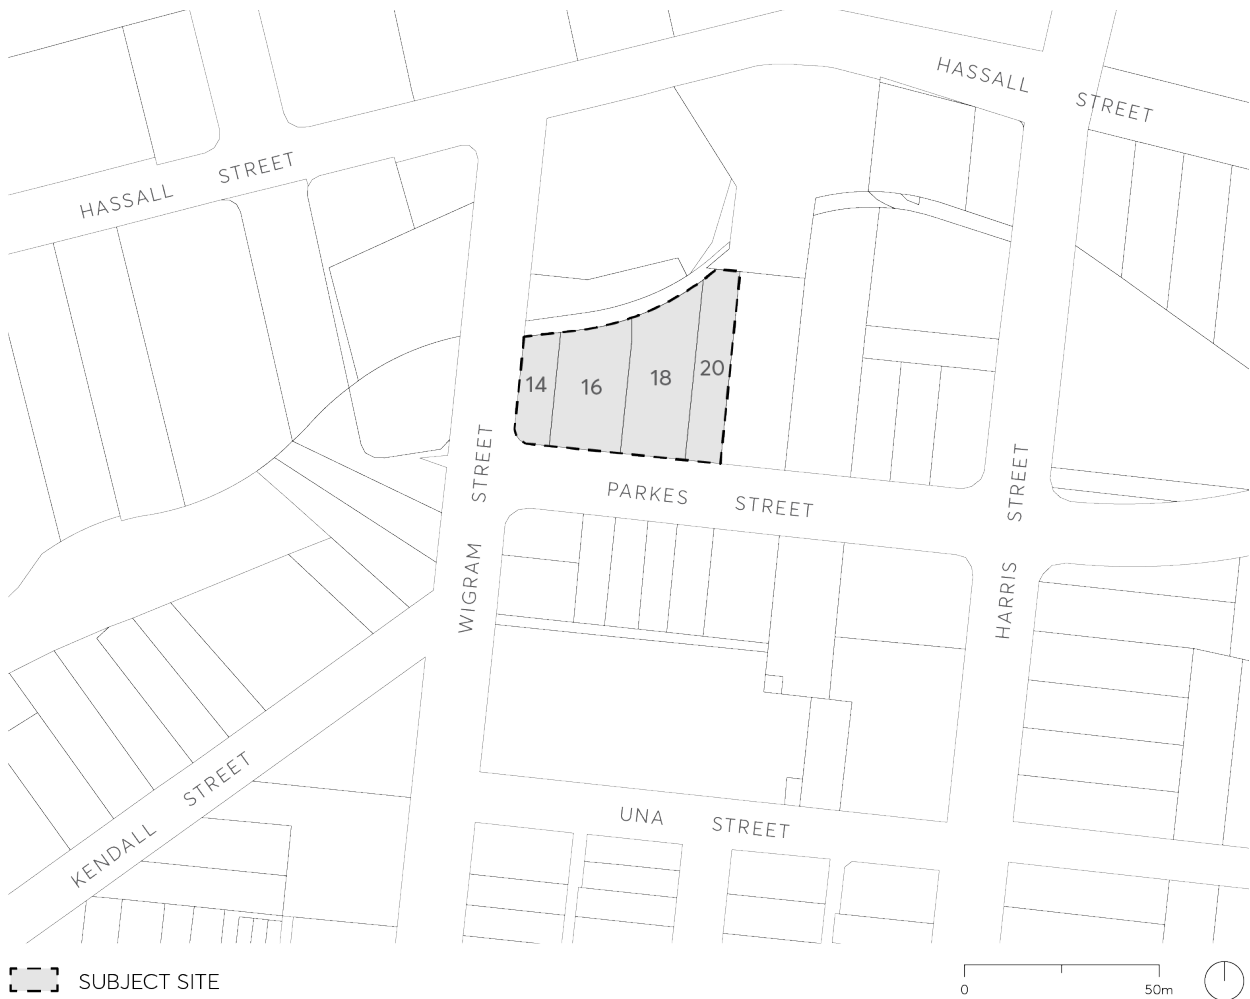 HASSALL STREET
HASSALL STREET
14
16
18
20
WIGRAM STREET
PARKES STREET
HARRIS STREET
KENDALL STREET
UNA STREET
SUBJECT SITE
0 50m